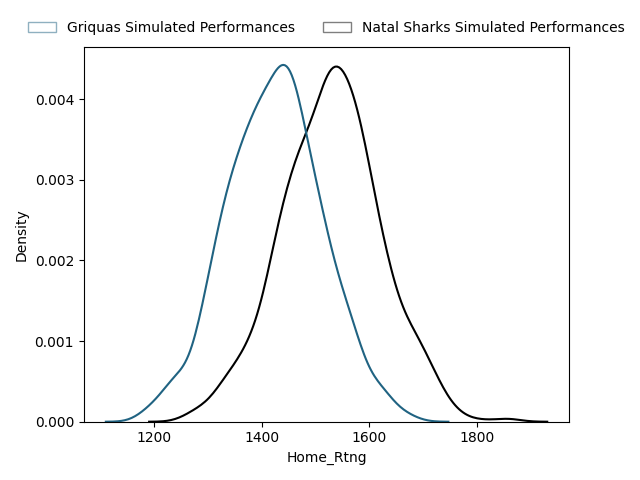 Griquas Simulated Performances
Natal Sharks Simulated Performances
0.004
0.003
0.002
0.001
0.000
Density
1200
1400
1600
1800
Home_Rtng